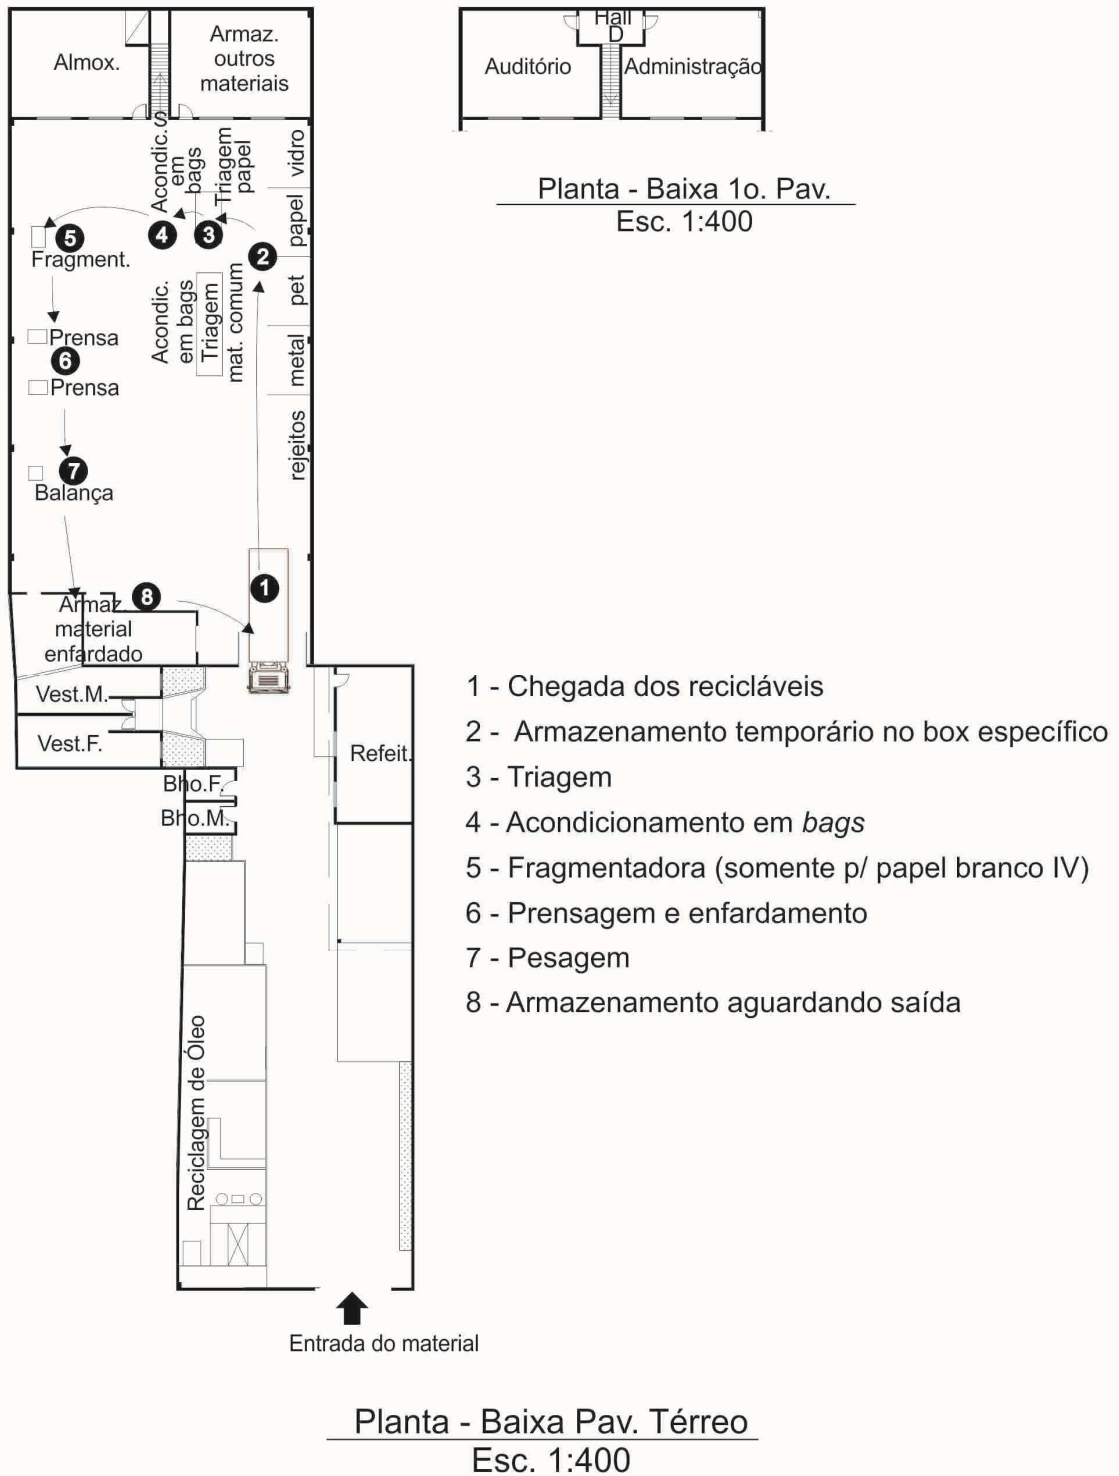 Almox.
Armaz.
outros
materiais
Hall
D
Auditório
Administração
Planta - Baixa 1o. Pav.
Esc. 1:400
S
Acondic.
em
bags
Triagem
papel
vidro
papel
pet
metal
rejeitos
5
4
3
2
Fragment.
Acondic.
em bags
Triagem
mat. comum
Prensa
6
Prensa
7
Balança
1
8
Armaz.
material
enfardado
Vest.M.
Vest.F.
Refeit.
Bho.F.
Bho.M.
1 - Chegada dos recicláveis
2 - Armazenamento temporário no box específico
3 - Triagem
4 - Acondicionamento em bags
5 - Fragmentadora (somente p/ papel branco IV)
6 - Prensagem e enfardamento
7 - Pesagem
8 - Armazenamento aguardando saída
Reciclagem de Óleo
Entrada do material
Planta - Baixa Pav. Térreo
Esc. 1:400